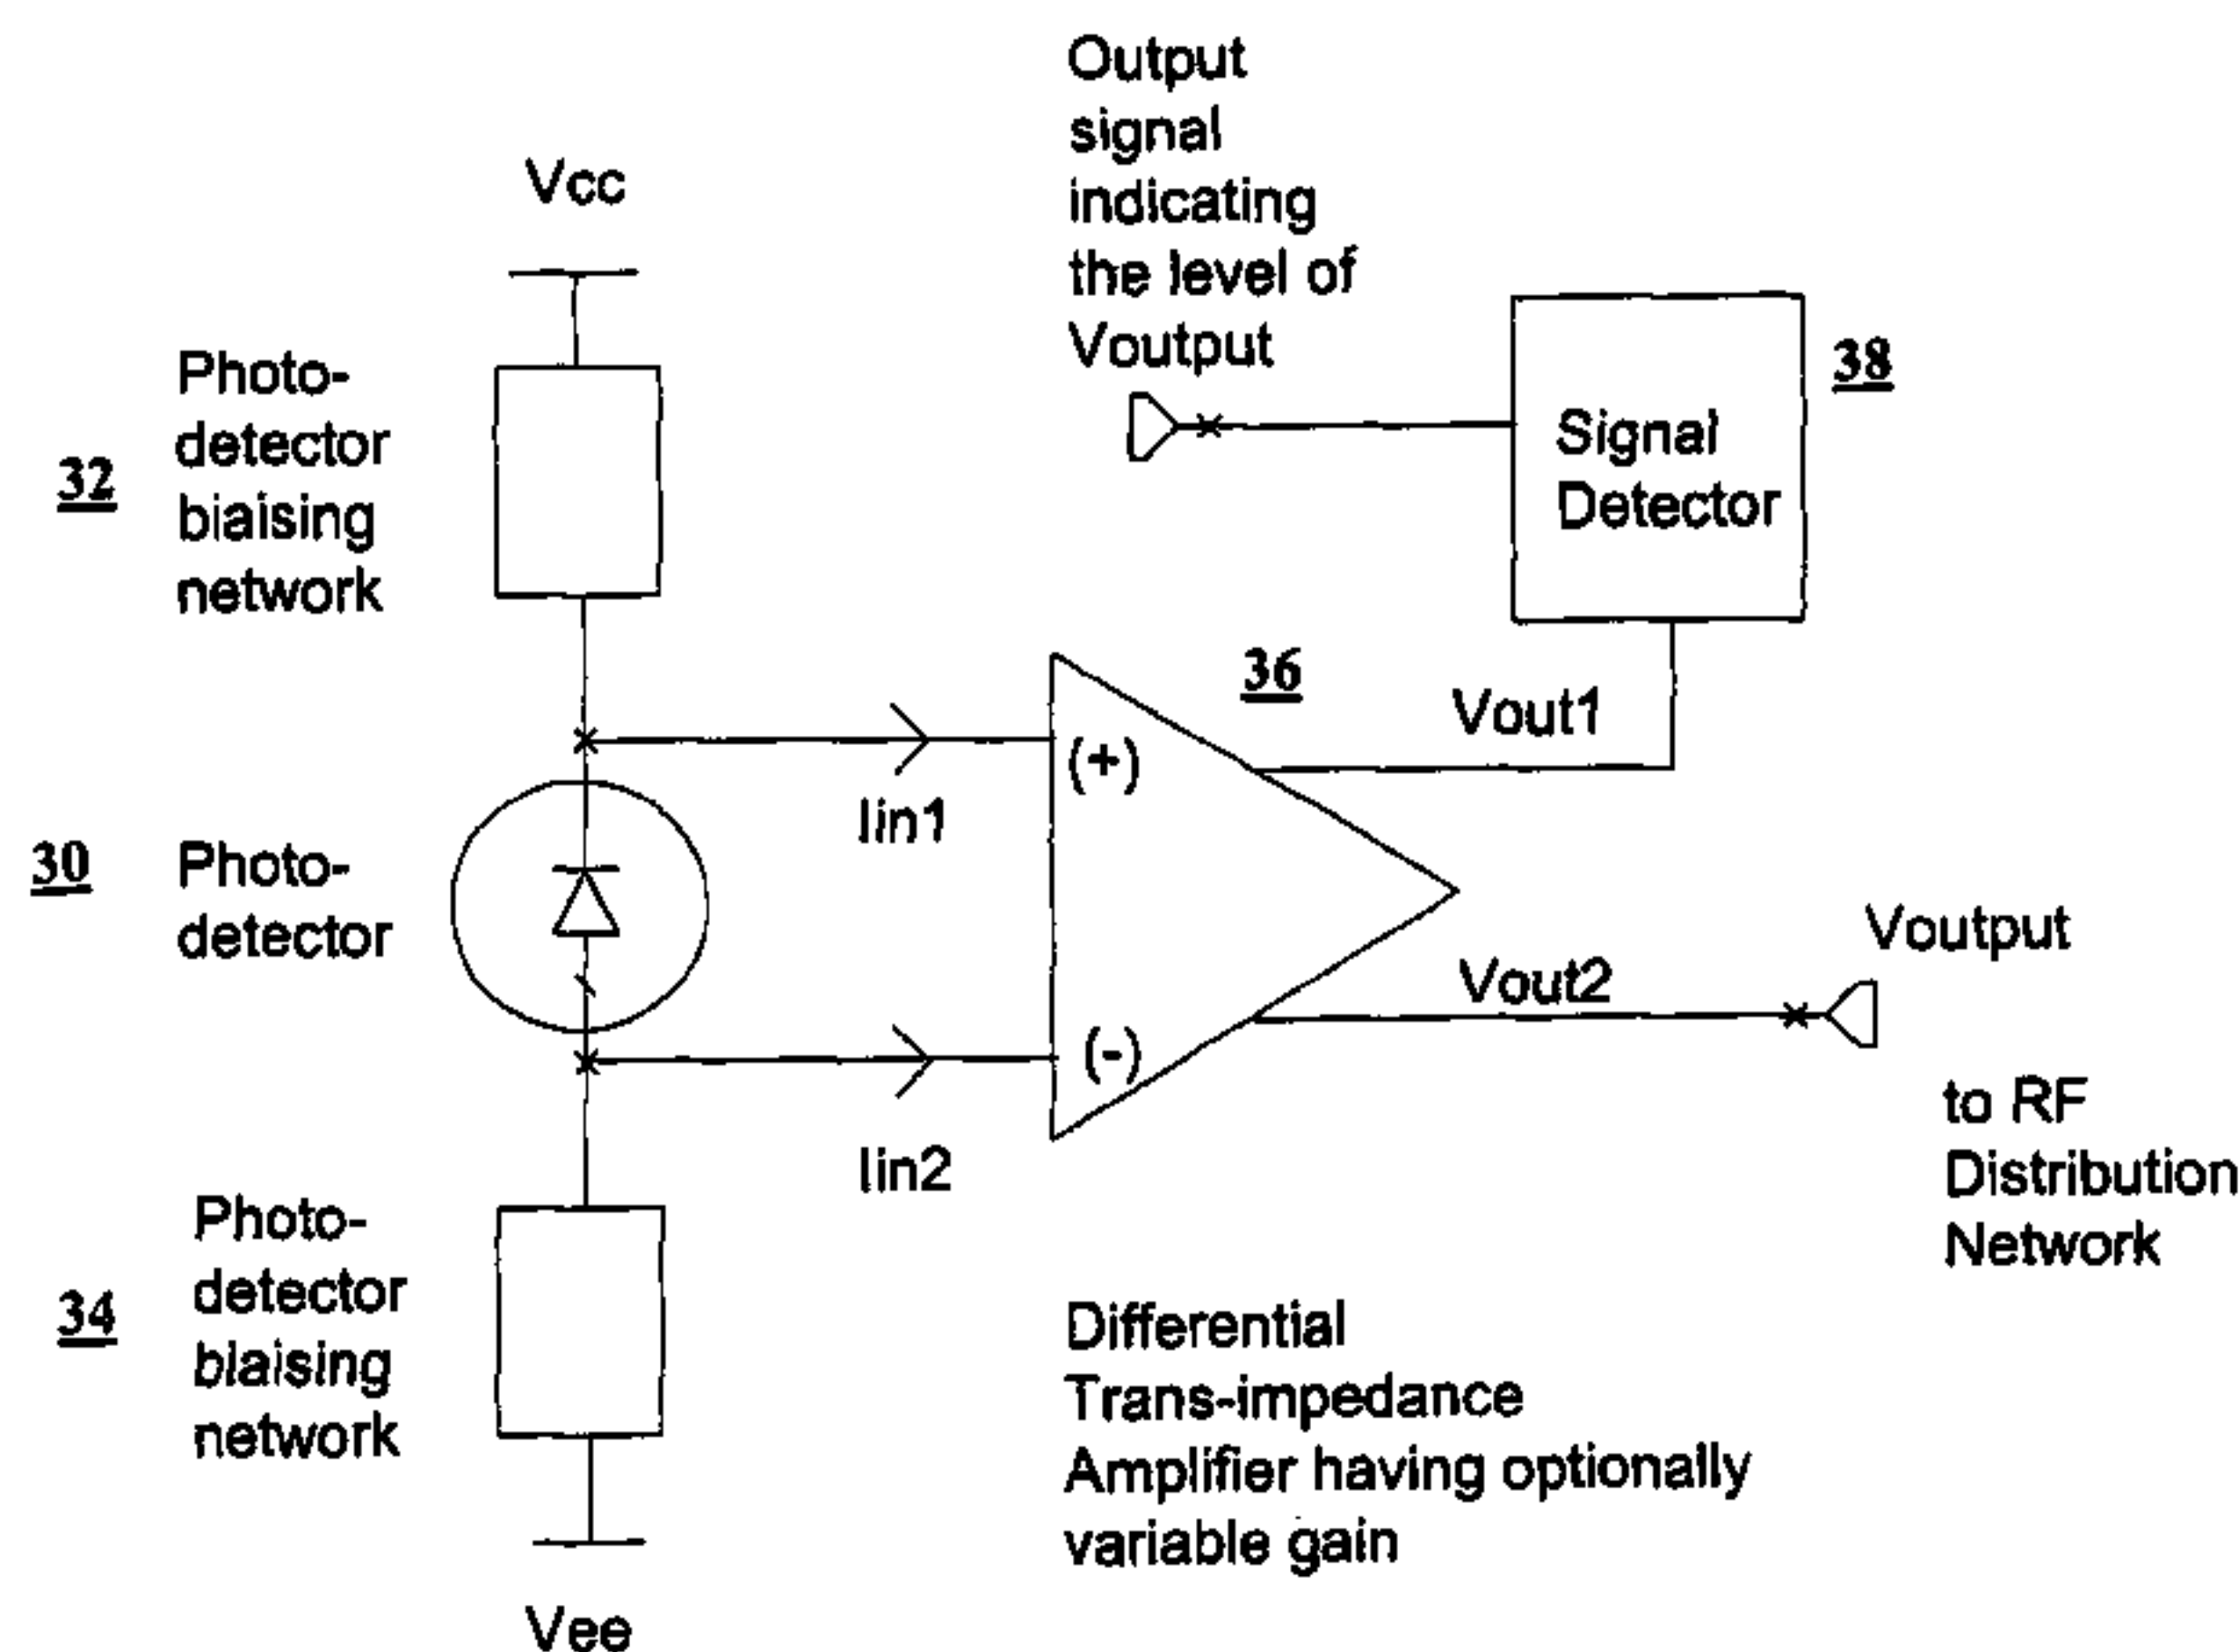 Output
signal
indicating
the level of
Voutput
Vcc
38
Photo-
detector
biaising
network
32
Signal
Detector
36
Vout1
(+)
Iin1
30
Photo-
detector
Voutput
Vout2
(-)
to RF
Distribution
Network
Iin2
Photo-
detector
biaising
network
34
Differential
Trans-impedance
Amplifier having optionally
variable gain
Vee